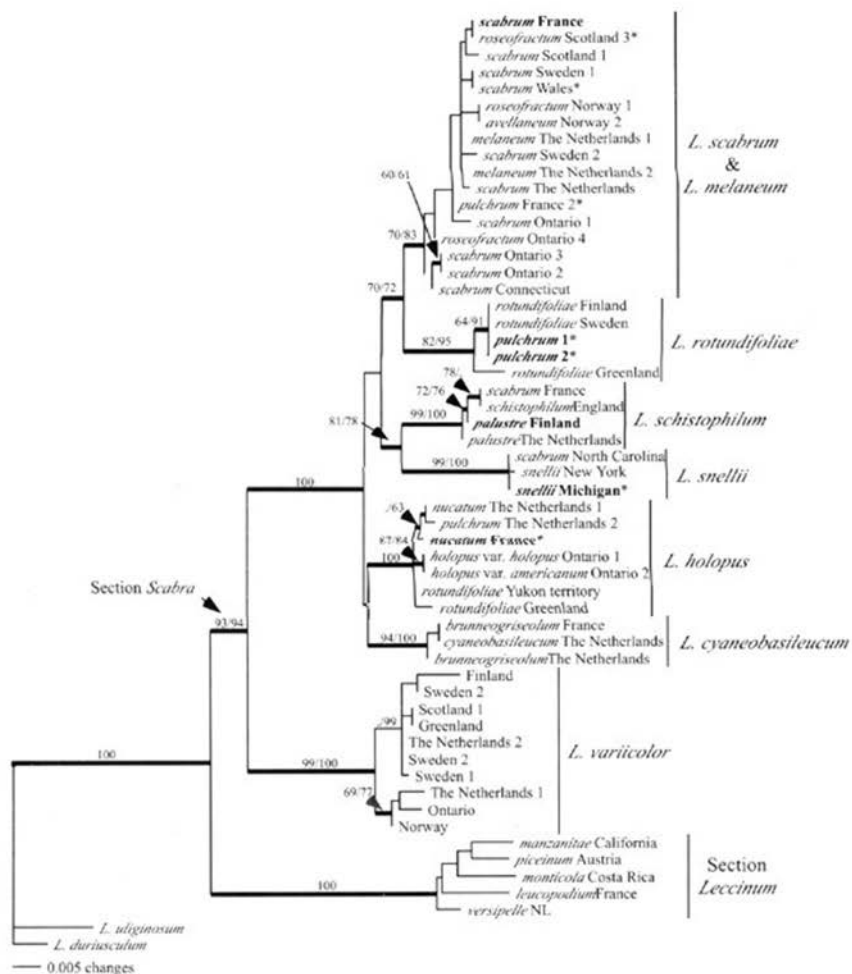 scabrum France
roseofractum Scotland 3*
scabrum Scotland 1
scabrum Sweden 1
scabrum Wales*
roseofractum Norway 1
avellaneum Norway 2
melaneum The Netherlands 1
scabrum Sweden 2
melaneum The Netherlands 2
scabrum The Netherlands
pulchrum France 2*
scabrum Ontario 1
roseofractum Ontario 4
scabrum Ontario 3
scabrum Ontario 2
scabrum Connecticut
L. scabrum
&
L. melaneum
60/61
70/83
70/72
rotundifoliae Finland
rotundifoliae Sweden
pulchrum 1*
pulchrum 2*
rotundifoliae Greenland
L. rotundifoliae
64/91
82/95
78/
72/76
scabrum France
schistophilumEngland
palustre Finland
palustreThe Netherlands
L. schistophilum
81/78
99/100
99/100
scabrum North Carolina
snellii New York
snellii Michigan*
L. snellii
100
/63
87/84
100
nucatum The Netherlands 1
pulchrum The Netherlands 2
nucatum France*
holopus var. holopus Ontario 1
holopus var. americanum Ontario 2
rotundifoliae Yukon territory
rotundifoliae Greenland
L. holopus
Section Scabra
93/94
94/100
brunneogriseolum France
cyaneobasileucum The Netherlands
brunneogriseolumThe Netherlands
L. cyaneobasileucum
Finland
Sweden 2
Scotland 1
Greenland
The Netherlands 2
Sweden 2
Sweden 1
The Netherlands 1
Ontario
Norway
L. variicolor
/99
99/100
69/77
100
100
manzanitae California
piceinum Austria
monticola Costa Rica
leucopodiumFrance
versipelle NL
Section
Leccinum
L. uliginosum
L. duriusculum
0.005 changes